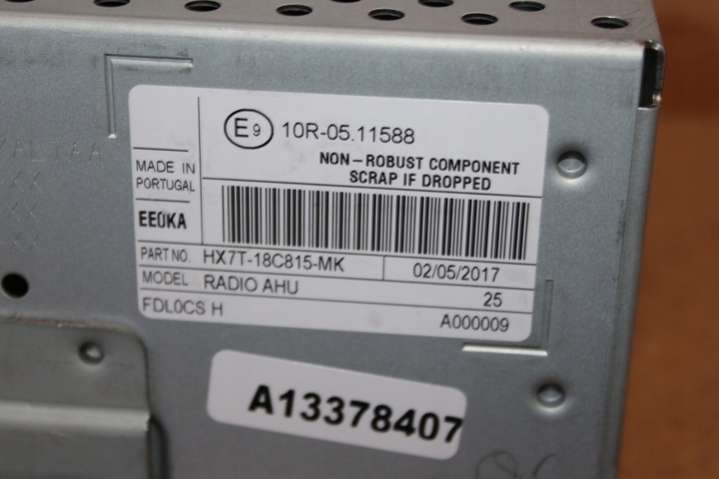 E9 10R-05.11588
NON-ROBUST COMPONENT
SCRAP IF DROPPED
MADE IN
PORTUGAL
EE0KA
PART NO. HX7T-18C815-MK 02/05/2017
MODEL RADIO AHU 25
FDL0CS H A000009
A13378407